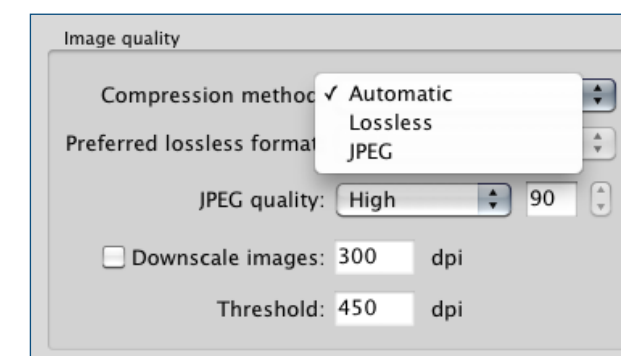 Image quality
Compression method ✓ Automatic
Lossless
Preferred lossless format JPEG
JPEG quality: High 90
Downscale images: 300 dpi
Threshold: 450 dpi